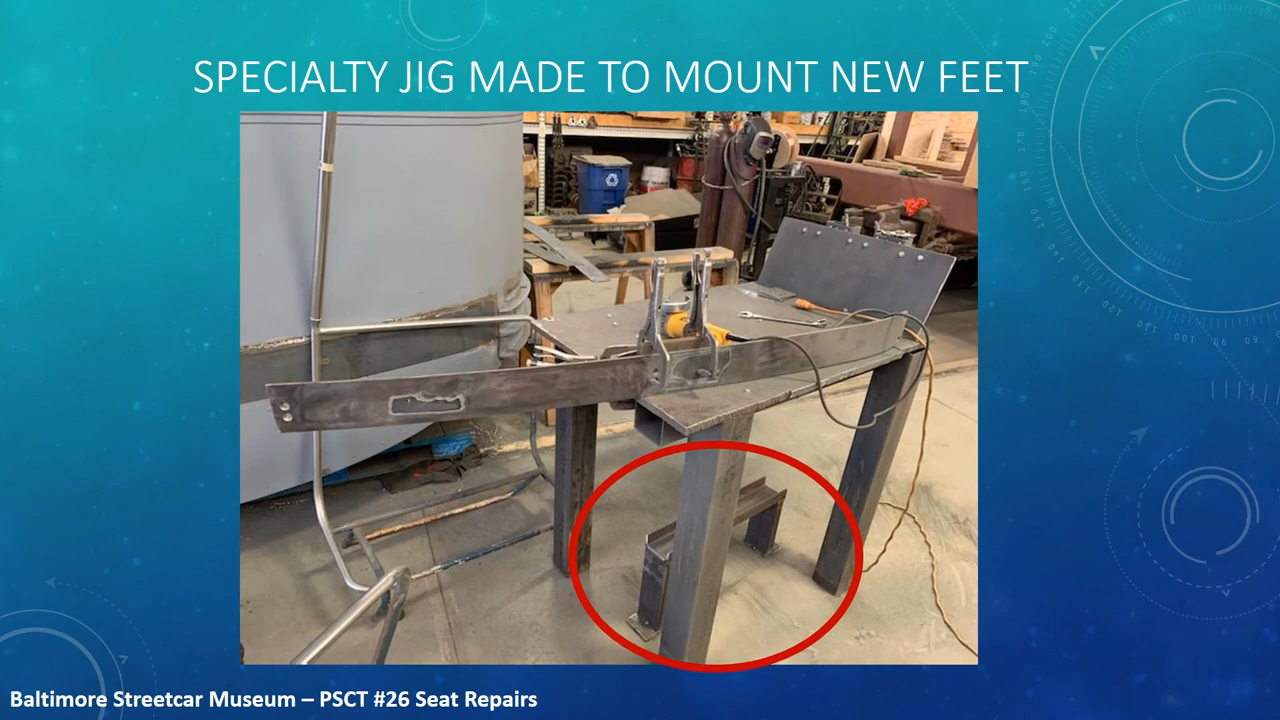 SPECIALTY JIG MADE TO MOUNT NEW FEET
Baltimore Streetcar Museum – PSCT #26 Seat Repairs